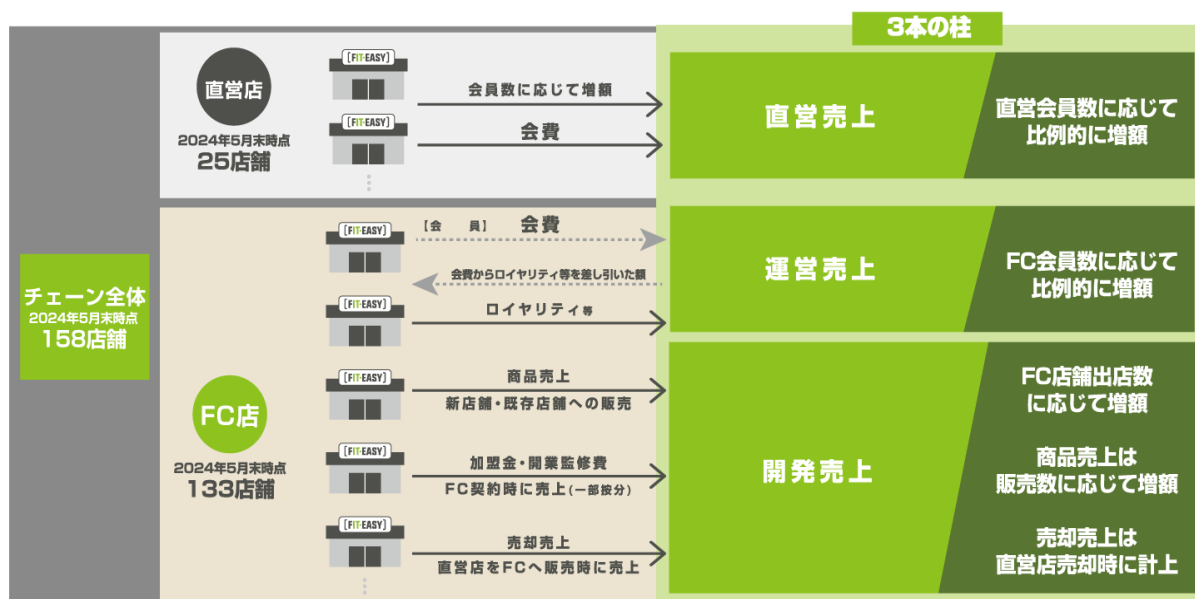 3本の柱
チェーン全体
2024年5月末時点
158店舗
直営店
2024年5月末時点
25店舗
[FIT-EASY]
会員数に応じて増額
[FIT-EASY]
会費
直営売上
直営会員数に応じて
比例的に増額
FC店
2024年5月末時点
133店舗
[FIT-EASY]
【会 員】 会費
会費からロイヤリティ等を差し引いた額
[FIT-EASY]
ロイヤリティ等
運営売上
FC会員数に応じて
比例的に増額
[FIT-EASY]
商品売上
新店舗・既存店舗への販売
[FIT-EASY]
加盟金・開業監修費
FC契約時に売上(一部按分)
[FIT-EASY]
売却売上
直営店をFCへ販売時に売上
開発売上
FC店舗出店数
に応じて増額
商品売上は
販売数に応じて増額
売却売上は
直営店売却時に計上